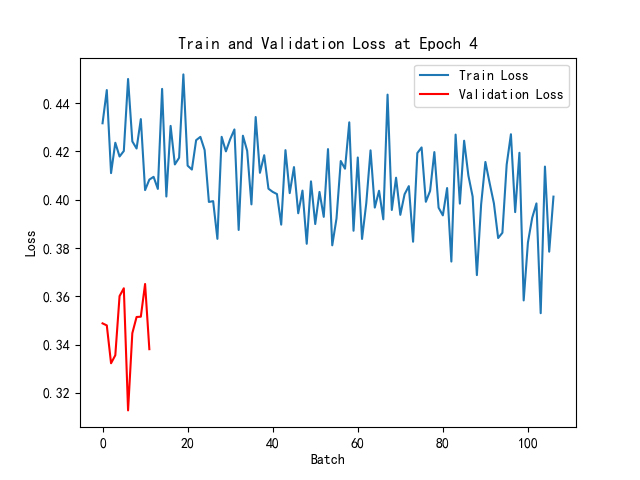 Train and Validation Loss at Epoch 4
Train Loss
Validation Loss
Loss
0.44
0.42
0.40
0.38
0.36
0.34
0.32
0 20 40 60 80 100
Batch